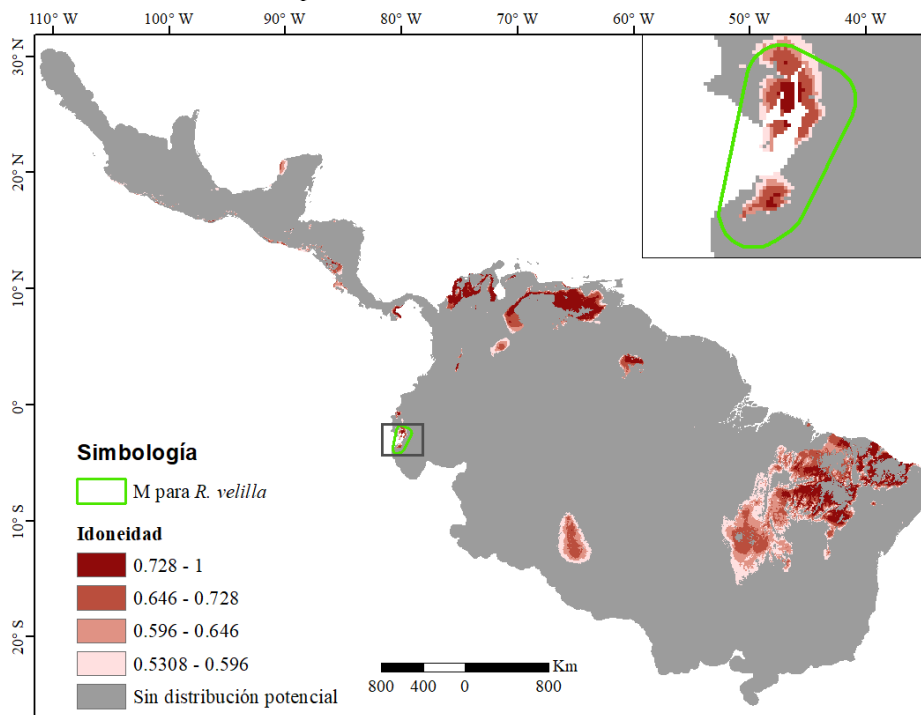 110° W 100° W 90° W 80° W 70° W 60° W 50° W 40° W
30° N
20° N
10° N
0°
10° S
20° S
Simbología
M para R. velilla
Idoneidad
0.728 - 1
0.646 - 0.728
0.596 - 0.646
0.5308 - 0.596
Sin distribución potencial
Km
800 400 0 800